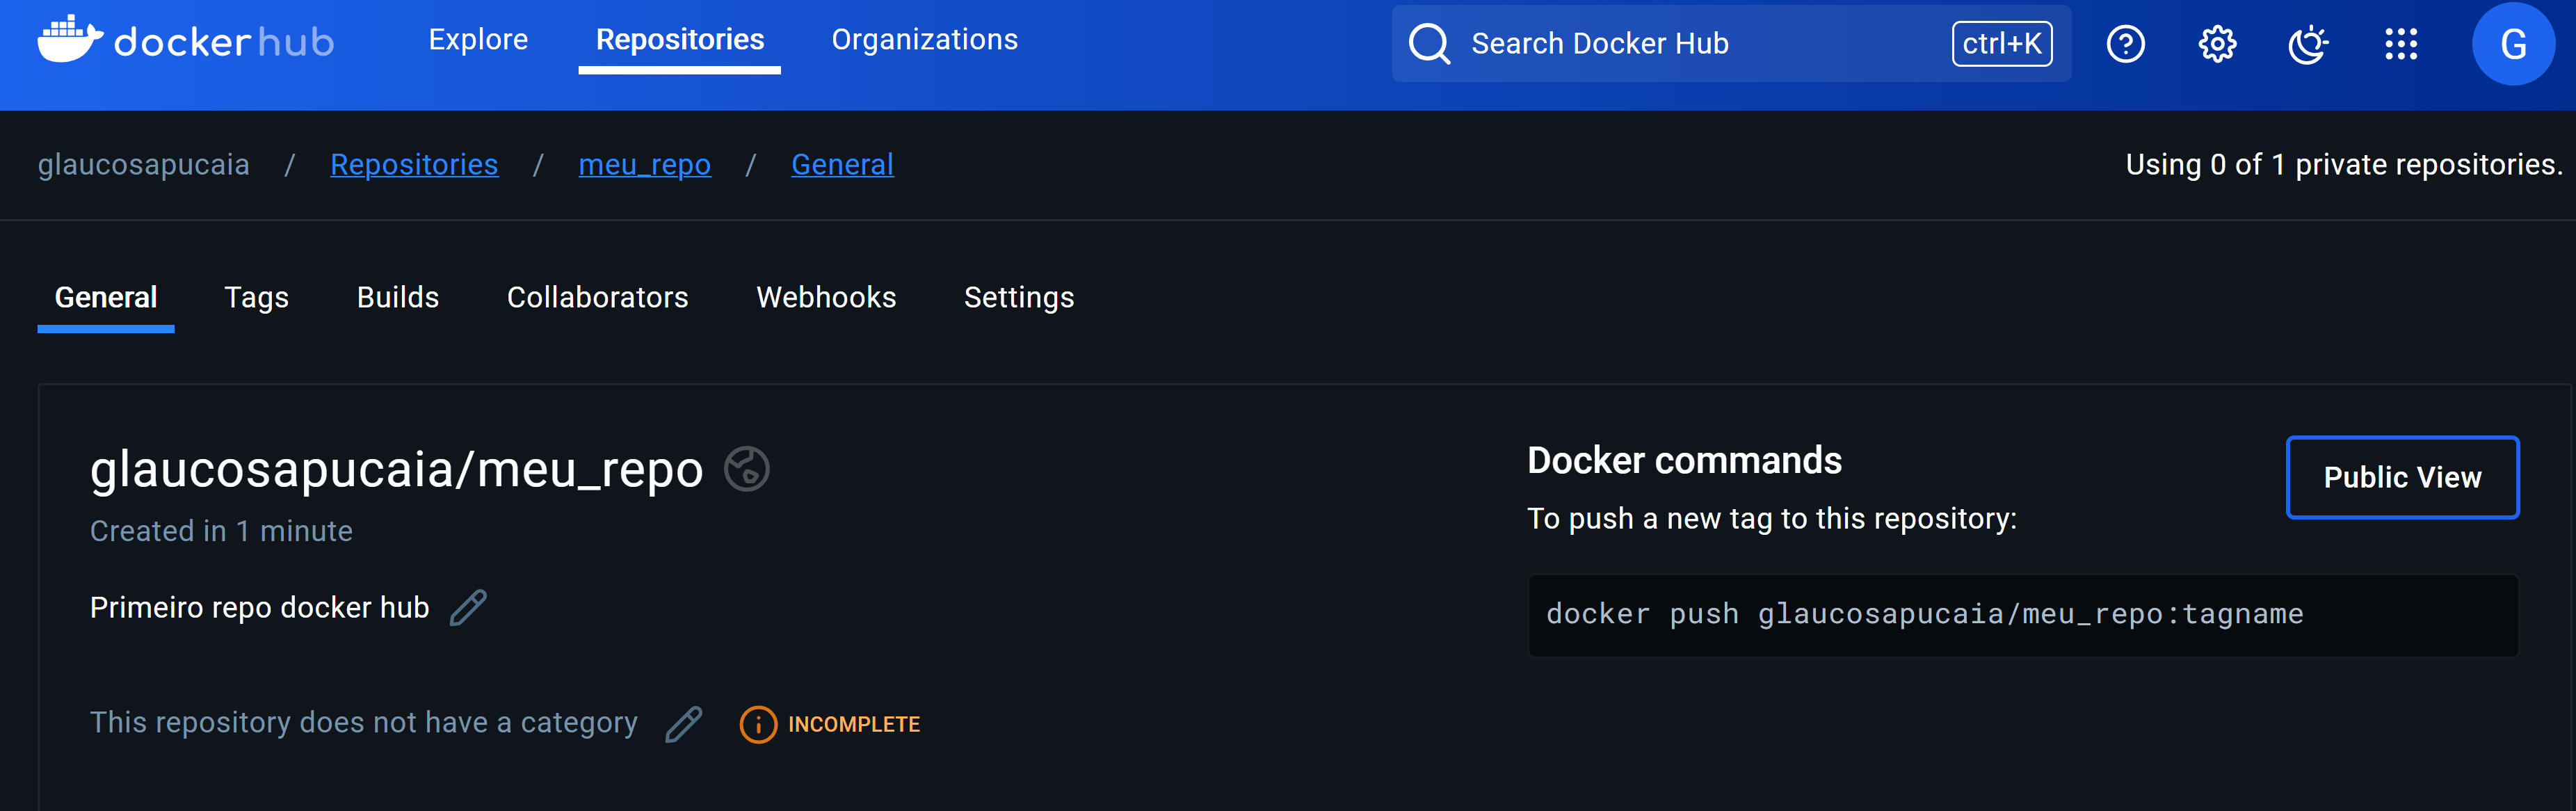 dockerhub Explore Repositories Organizations Search Docker Hub ctrl+K G
glaucosapucaia / Repositories / meu_repo / General Using 0 of 1 private repositories.
General Tags Builds Collaborators Webhooks Settings
glaucosapucaia/meu_repo
Created in 1 minute
Primeiro repo docker hub
This repository does not have a category INCOMPLETE
Docker commands
Public View
To push a new tag to this repository:
docker push glaucosapucaia/meu_repo:tagname